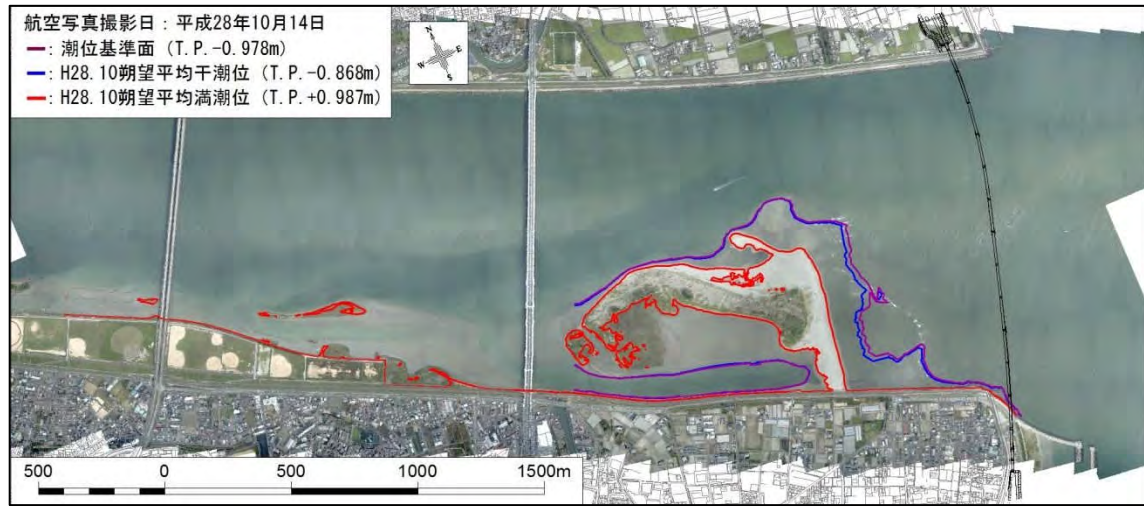 航空写真撮影日：平成28年10月14日
━：潮位基準面（T.P.-0.978m）
━：H28.10朔望平均干潮位（T.P.-0.868m）
━：H28.10朔望平均満潮位（T.P.+0.987m）
N
E
W
S
500 0 500 1000 1500m